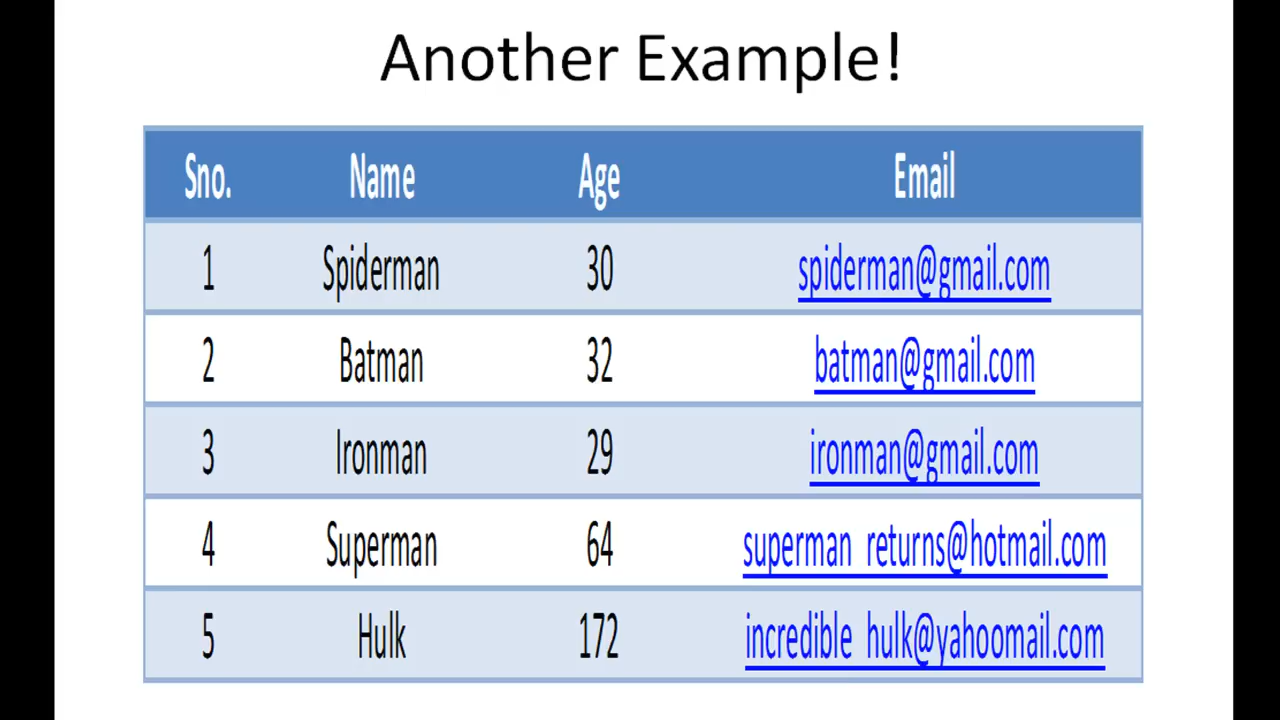 Another Example!
Sno. Name Age Email
1 Spiderman 30 spiderman@gmail.com
2 Batman 32 batman@gmail.com
3 Ironman 29 ironman@gmail.com
4 Superman 64 superman_returns@hotmail.com
5 Hulk 172 incredible_hulk@yahoomail.com